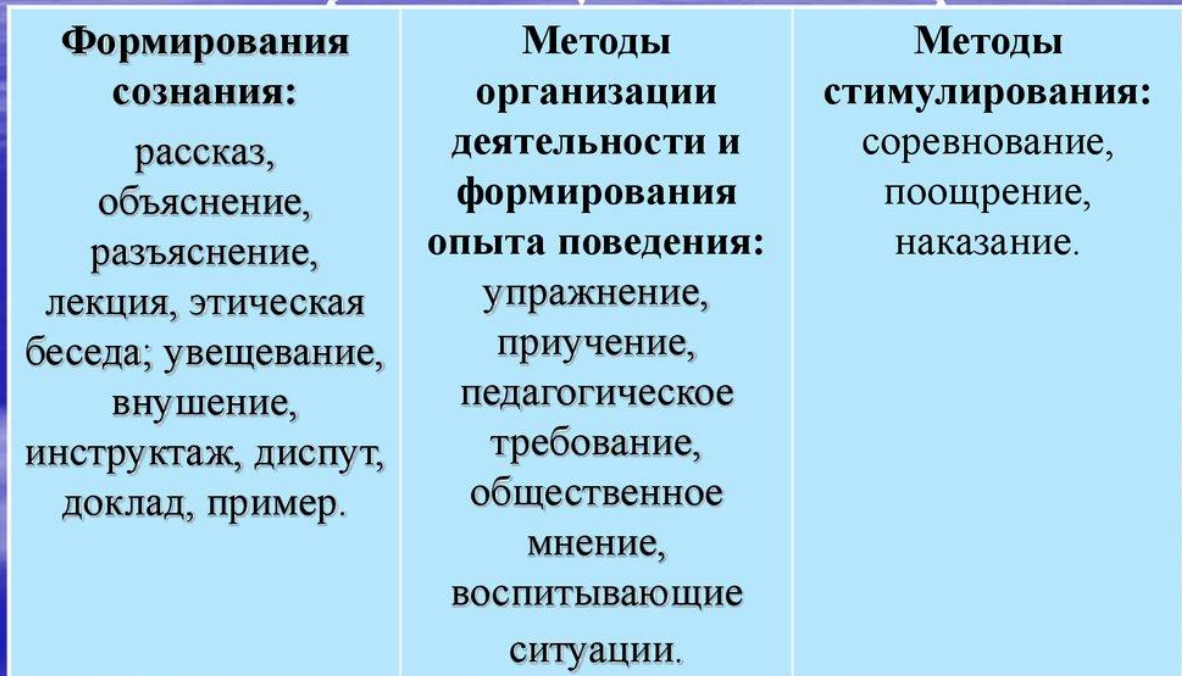 Формирования
сознания:
рассказ,
объяснение,
разъяснение,
лекция, этическая
беседа; увещевание,
внушение,
инструктаж, диспут,
доклад, пример.
Методы
организации
деятельности и
формирования
опыта поведения:
упражнение,
приучение,
педагогическое
требование,
общественное
мнение,
воспитывающие
ситуации.
Методы
стимулирования:
соревнование,
поощрение,
наказание.